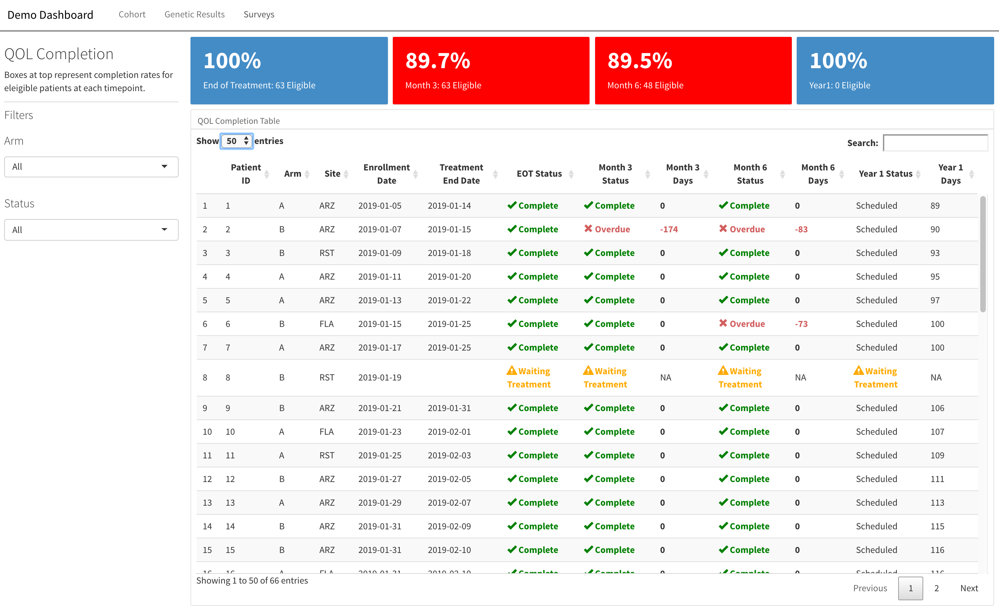 Demo Dashboard Cohort Genetic Results Surveys
QOL Completion
Boxes at top represent completion rates for
eleigible patients at each timepoint.
Filters
Arm
All
Status
All
100%
End of Treatment: 63 Eligible
89.7%
Month 3: 63 Eligible
89.5%
Month 6: 48 Eligible
100%
Year1: 0 Eligible
QOL Completion Table
Show 50 entries
Search:
Patient ID Arm Site Enrollment Date Treatment End Date EOT Status Month 3 Status Month 3 Days Month 6 Status Month 6 Days Year 1 Status Year 1 Days
1 1 A ARZ 2019-01-05 2019-01-14 Complete Complete 0 Complete 0 Scheduled 89
2 2 B ARZ 2019-01-07 2019-01-15 Complete Overdue -174 Overdue -83 Scheduled 90
3 3 B RST 2019-01-09 2019-01-18 Complete Complete 0 Complete 0 Scheduled 93
4 4 A ARZ 2019-01-11 2019-01-20 Complete Complete 0 Complete 0 Scheduled 95
5 5 A ARZ 2019-01-13 2019-01-22 Complete Complete 0 Complete 0 Scheduled 97
6 6 B FLA 2019-01-15 2019-01-25 Complete Complete 0 Overdue -73 Scheduled 100
7 7 A ARZ 2019-01-17 2019-01-25 Complete Complete 0 Complete 0 Scheduled 100
8 8 B RST 2019-01-19 Waiting Treatment Waiting Treatment NA Waiting Treatment NA Waiting Treatment NA
9 9 B ARZ 2019-01-21 2019-01-31 Complete Complete 0 Complete 0 Scheduled 106
10 10 A FLA 2019-01-23 2019-02-01 Complete Complete 0 Complete 0 Scheduled 107
11 11 A RST 2019-01-25 2019-02-03 Complete Complete 0 Complete 0 Scheduled 109
12 12 B ARZ 2019-01-27 2019-02-05 Complete Complete 0 Complete 0 Scheduled 111
13 13 A ARZ 2019-01-29 2019-02-07 Complete Complete 0 Complete 0 Scheduled 113
14 14 B ARZ 2019-01-31 2019-02-09 Complete Complete 0 Complete 0 Scheduled 115
15 15 B ARZ 2019-01-31 2019-02-10 Complete Complete 0 Complete 0 Scheduled 116
16 16 A FLA 2019-01-31 2019-02-10 Complete Complete 0 Complete 0 Scheduled 116
Showing 1 to 50 of 66 entries
Previous 1 2 Next